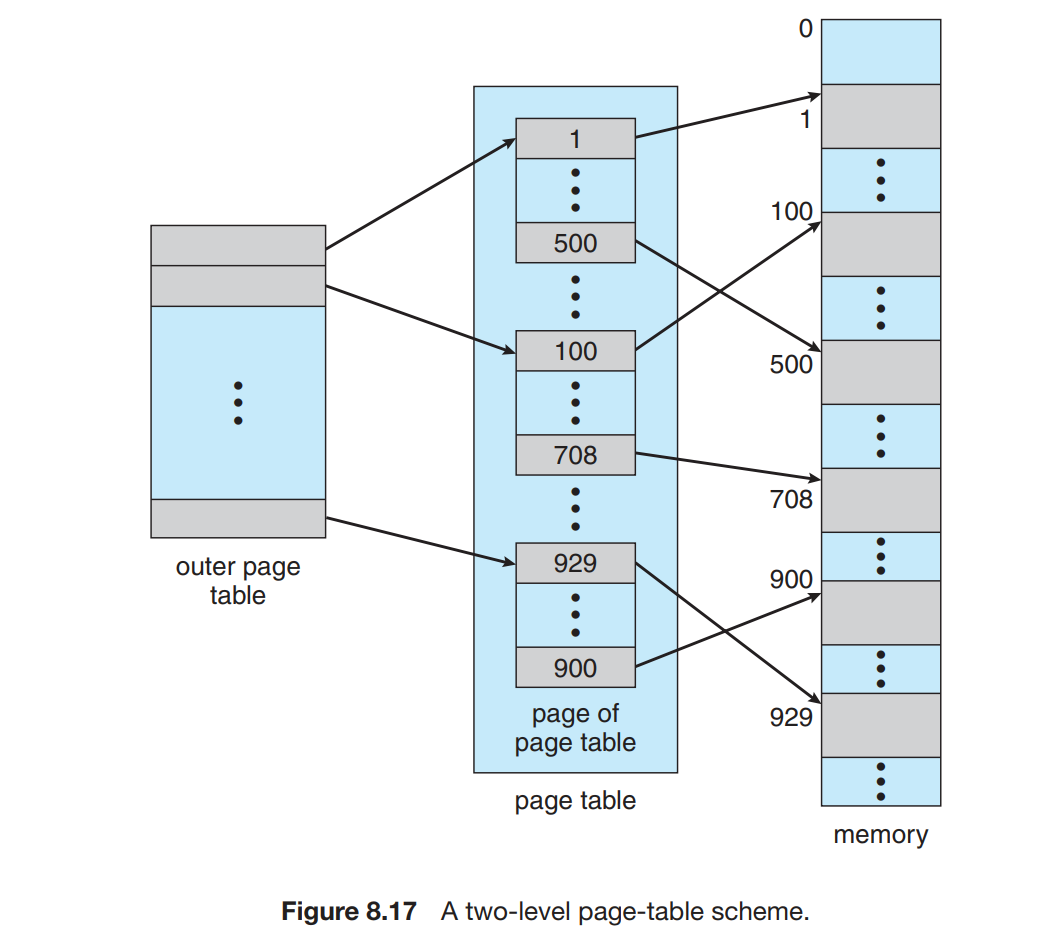 outer page
table
1
500
100
708
929
900
page of
page table
page table
0
1
100
500
708
900
929
memory
Figure 8.17 A two-level page-table scheme.